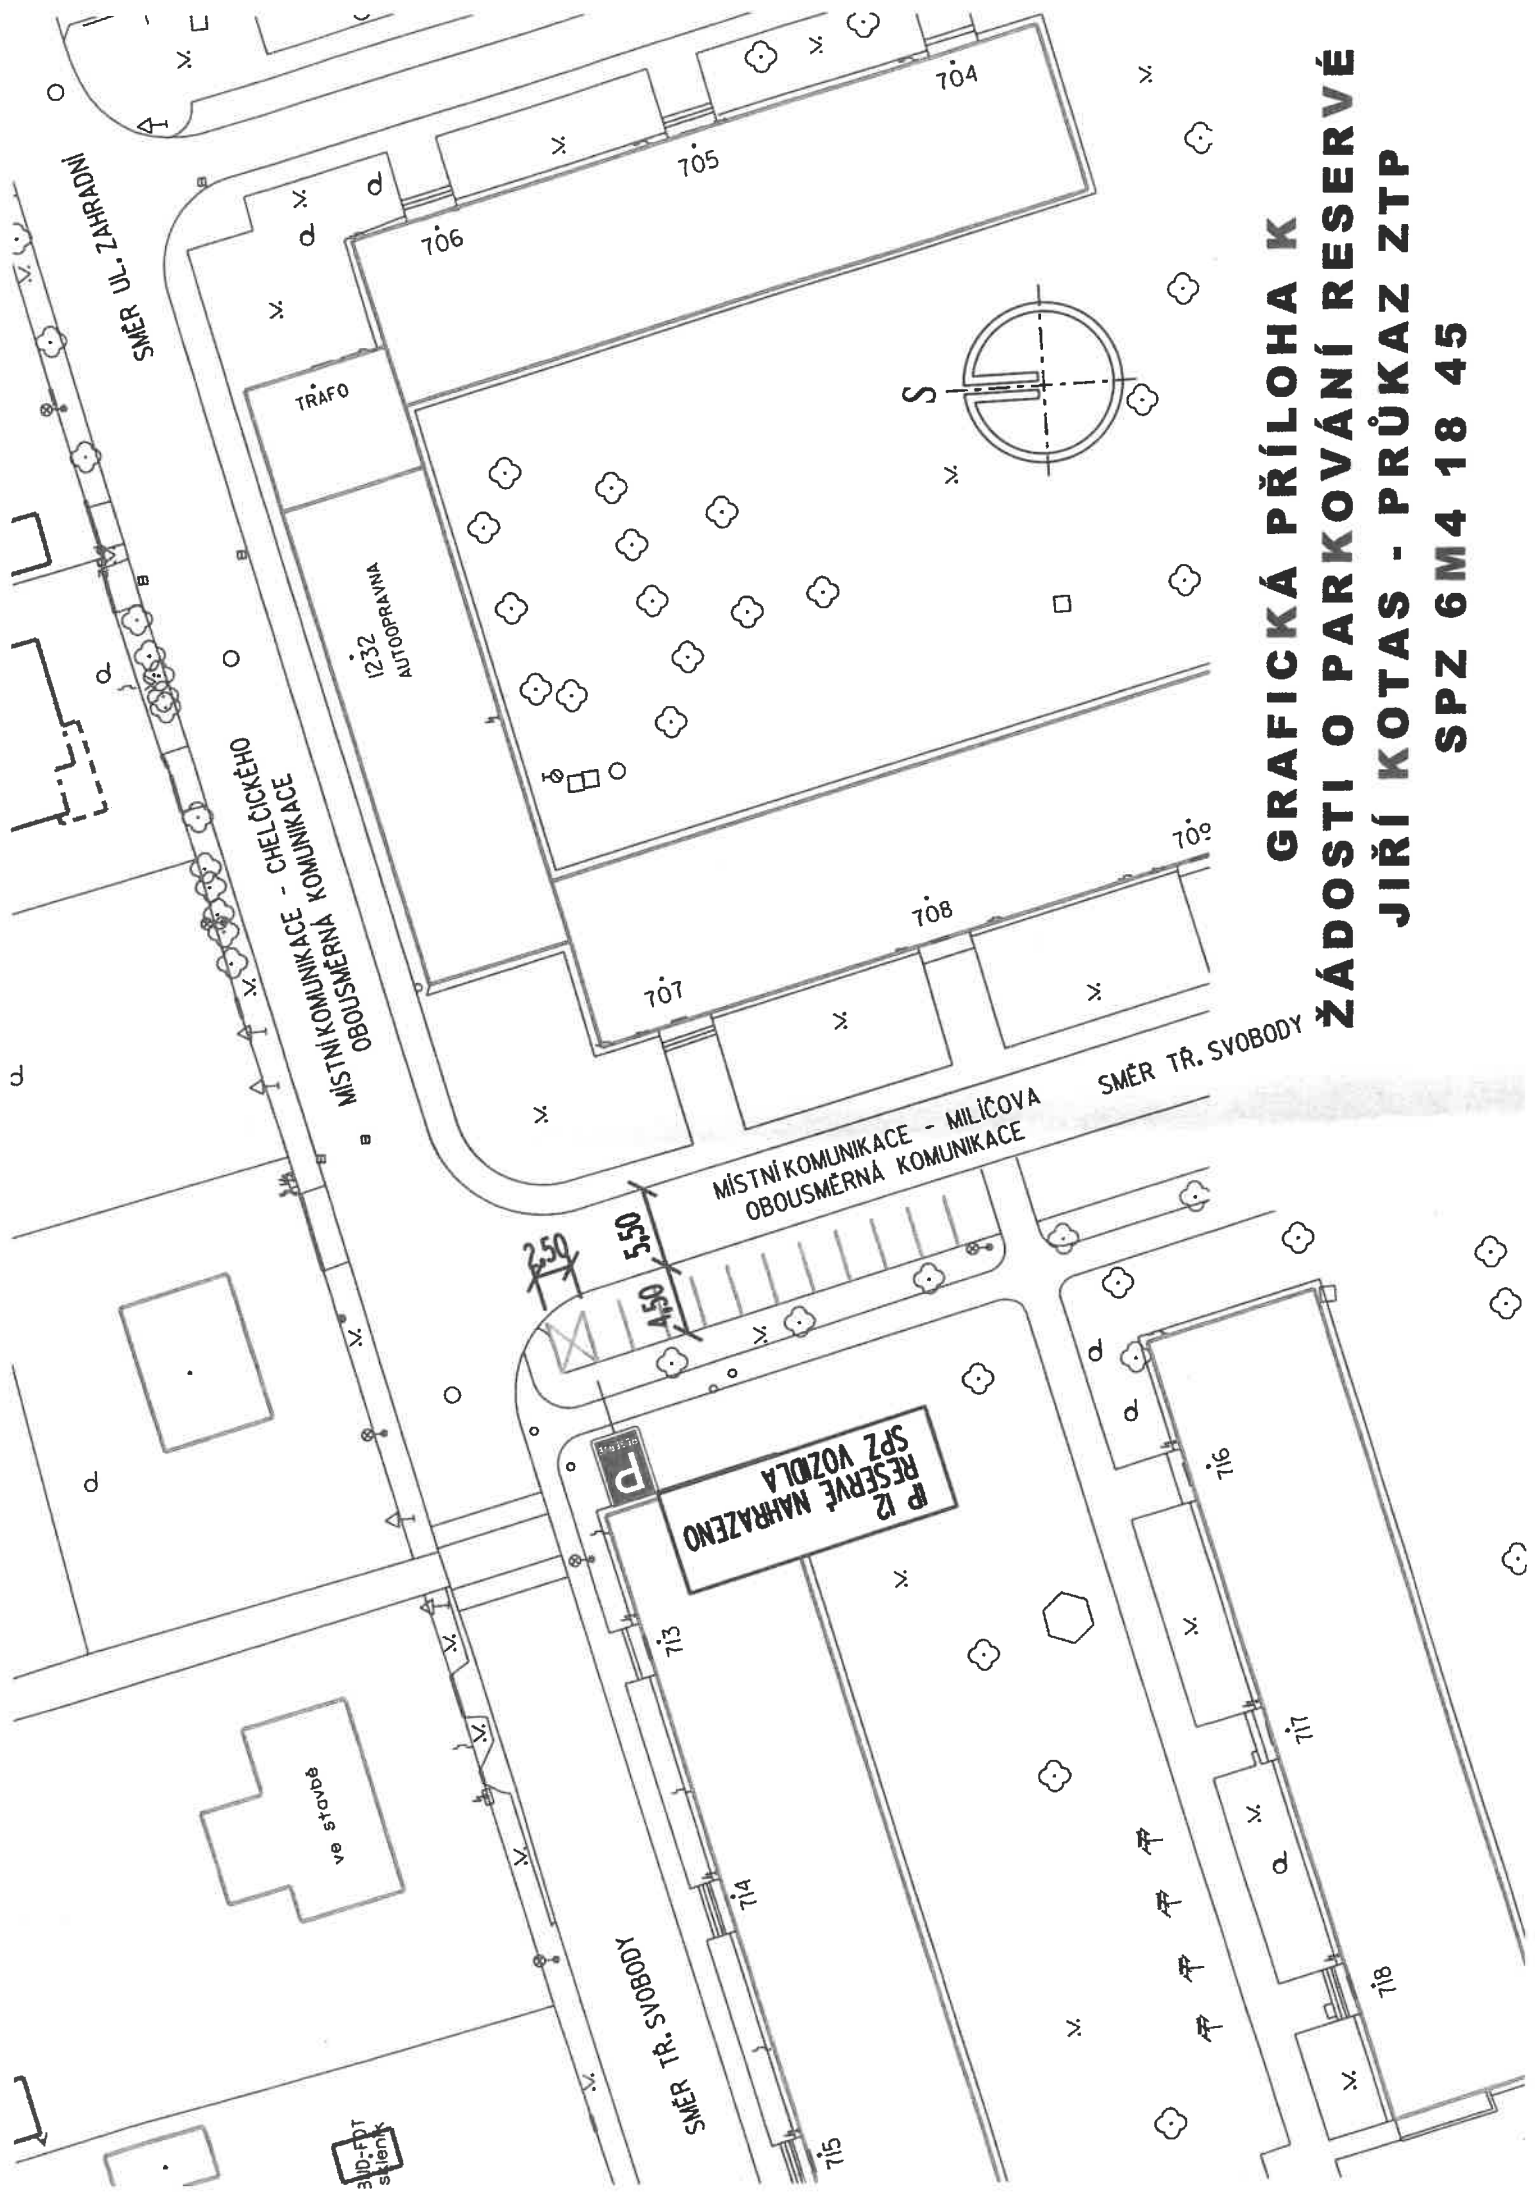 GRAFICKÁ PŘÍLOHA K
ŽÁDOSTI O PARKOVÁNÍ RESERVÉ
JIŘÍ KOTAS - PRŮKAZ ZTP
SPZ 6M4 18 45
SMĚR UL. ZAHRADNÍ
704
705
706
TRAFO
1232
AUTOOPRAVNA
S
MÍSTNÍ KOMUNIKACE - CHELČICKÉHO
OBOUSMĚRNÁ KOMUNIKACE
707
708
709
MÍSTNÍ KOMUNIKACE - MILÍČOVA
OBOUSMĚRNÁ KOMUNIKACE
SMĚR TŘ. SVOBODY
2,50
5,50
4,50
P
RESERVÉ
IP 12
RESERVÉ NAHRAZENO
SPZ VOZIDLA
713
714
715
716
717
718
ve stavbě
SMĚR TŘ. SVOBODY
skleník